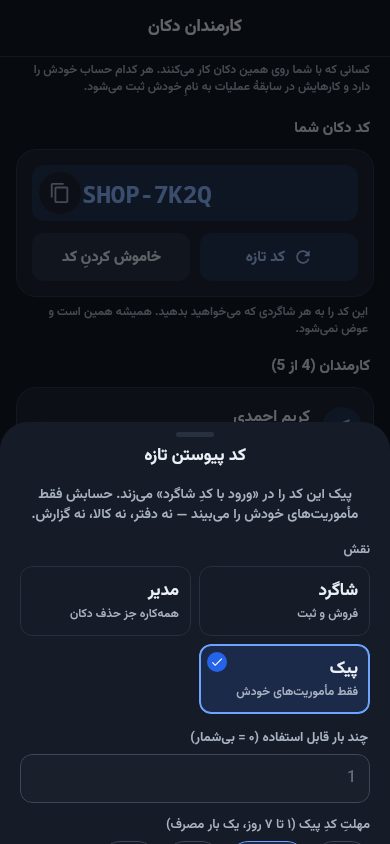 کارمندان دکان
کسانی که با شما روی همین دکان کار می‌کنند. هر کدام حساب خودش را
دارد و کارهایش در سابقهٔ عملیات به نامِ خودش ثبت می‌شود.
کد دکان شما
SHOP-7K2Q
کد تازه
خاموش کردنِ کد
این کد را به هر شاگردی که می‌خواهید بدهید. همیشه همین است و
عوض نمی‌شود.
کارمندان (4 از 5)
کریم احمدی
کد پیوستن تازه
پیک این کد را در «ورود با کدِ شاگرد» می‌زند. حسابش فقط
مأموریت‌های خودش را می‌بیند — نه دفتر، نه کالا، نه گزارش.
نقش
شاگرد
فروش و ثبت
مدیر
همه‌کاره جز حذف دکان
پیک
فقط مأموریت‌های خودش
چند بار قابل استفاده (۰ = بی‌شمار)
1
مهلتِ کدِ پیک (۱ تا ۷ روز، یک بار مصرف)